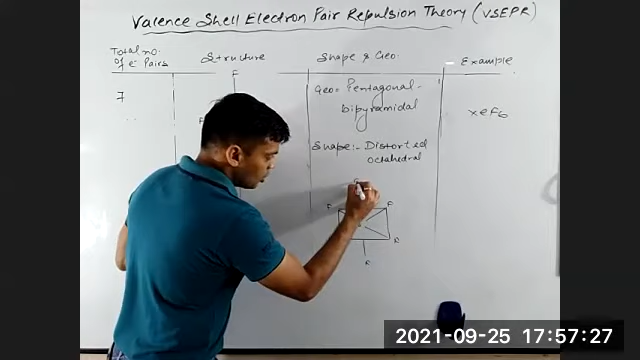 Valence Shell Electron Pair Repulsion Theory (VSEPR)
Total no. of e⁻ Pairs
Structure
Shape & Geo.
Example
7
F
F
Geo = Pentagonal-
bipyramidal
Shape:- Distorted
octahedral
XeF6
F
F
F
F
F
2021-09-25 17:57:27